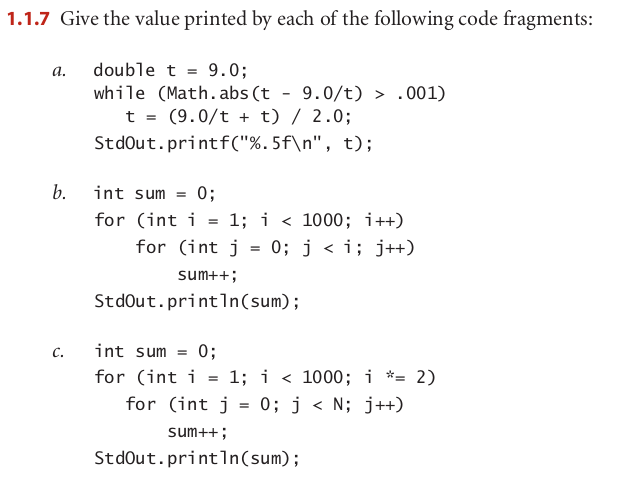 1.1.7 Give the value printed by each of the following code fragments:
a. double t = 9.0;
while (Math.abs(t - 9.0/t) > .001)
t = (9.0/t + t) / 2.0;
StdOut.printf("%.5f\n", t);
b. int sum = 0;
for (int i = 1; i < 1000; i++)
for (int j = 0; j < i; j++)
sum++;
StdOut.println(sum);
c. int sum = 0;
for (int i = 1; i < 1000; i *= 2)
for (int j = 0; j < N; j++)
sum++;
StdOut.println(sum);